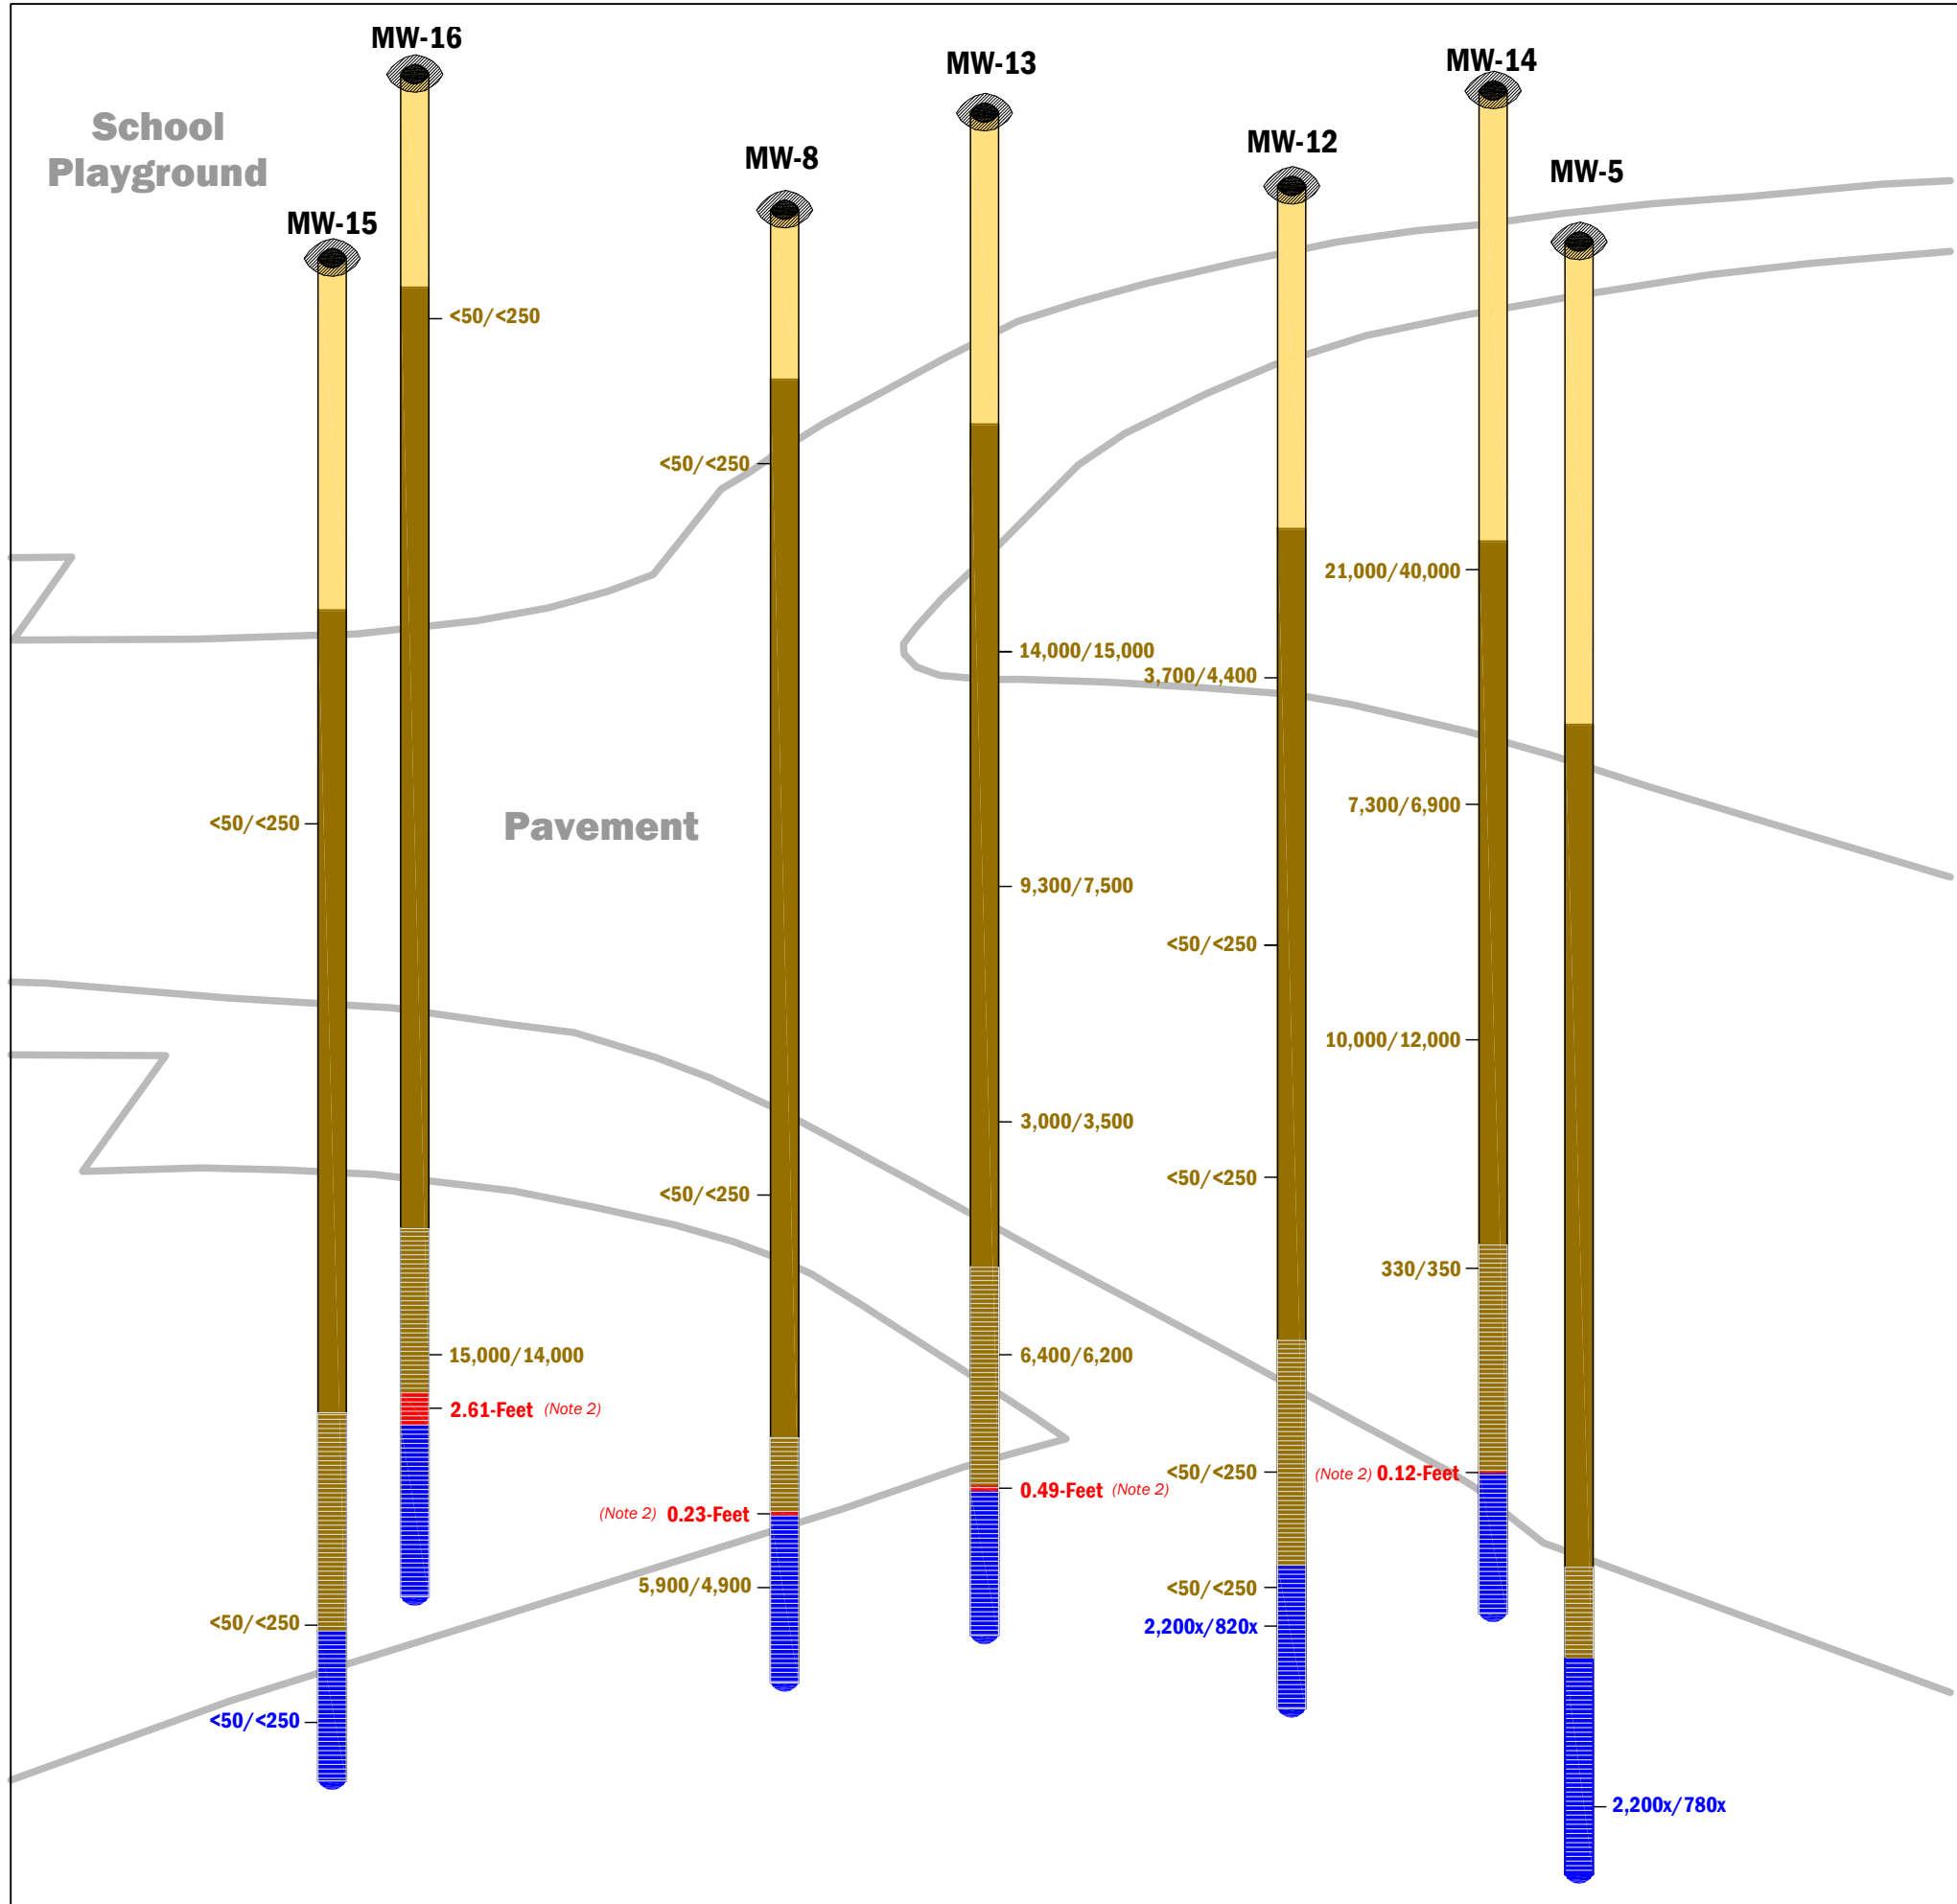 MW-16
MW-13
MW-14
School
Playground
MW-12
MW-8
MW-5
MW-15
<50/<250
<50/<250
21,000/40,000
14,000/15,000
3,700/4,400
7,300/6,900
<50/<250
Pavement
9,300/7,500
<50/<250
10,000/12,000
3,000/3,500
<50/<250
<50/<250
330/350
15,000/14,000
6,400/6,200
2.61-Feet (Note 2)
<50/<250
(Note 2) 0.12-Feet
0.49-Feet (Note 2)
(Note 2) 0.23-Feet
5,900/4,900
<50/<250
<50/<250
2,200x/820x
<50/<250
2,200x/780x